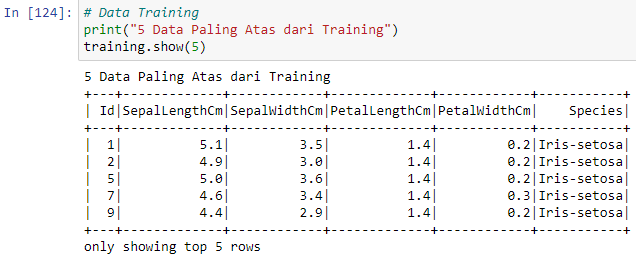 In [124]: # Data Training
print("5 Data Paling Atas dari Training")
training.show(5)
5 Data Paling Atas dari Training
+---+-------------+------------+-------------+------------+-----------+
| Id|SepalLengthCm|SepalWidthCm|PetalLengthCm|PetalWidthCm|    Species|
+---+-------------+------------+-------------+------------+-----------+
|  1|          5.1|         3.5|          1.4|         0.2|Iris-setosa|
|  2|          4.9|         3.0|          1.4|         0.2|Iris-setosa|
|  5|          5.0|         3.6|          1.4|         0.2|Iris-setosa|
|  7|          4.6|         3.4|          1.4|         0.3|Iris-setosa|
|  9|          4.4|         2.9|          1.4|         0.2|Iris-setosa|
+---+-------------+------------+-------------+------------+-----------+
only showing top 5 rows